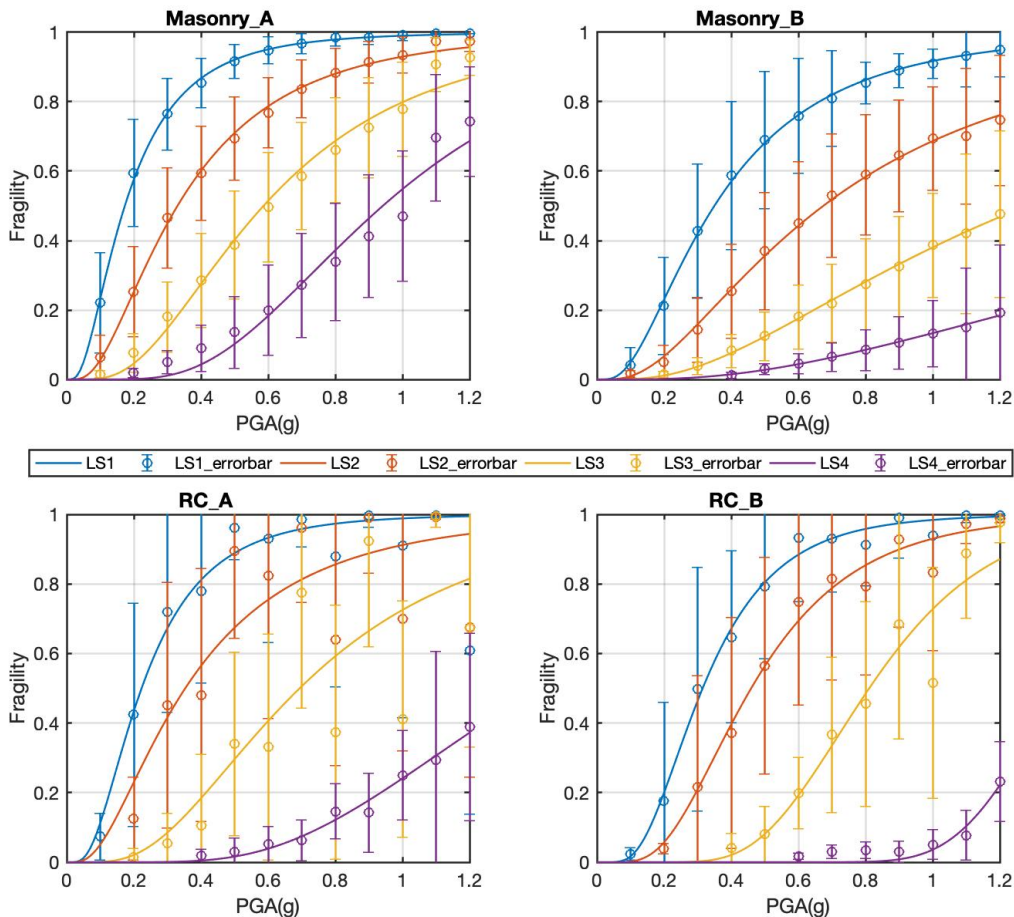 Masonry_A
Masonry_B
1
0.8
0.6
0.4
0.2
0
Fragility
0 0.2 0.4 0.6 0.8 1 1.2
PGA(g)
1
0.8
0.6
0.4
0.2
0
Fragility
0 0.2 0.4 0.6 0.8 1 1.2
PGA(g)
LS1 LS1_errorbar LS2 LS2_errorbar LS3 LS3_errorbar LS4 LS4_errorbar
RC_A
RC_B
1
0.8
0.6
0.4
0.2
0
Fragility
0 0.2 0.4 0.6 0.8 1 1.2
PGA(g)
1
0.8
0.6
0.4
0.2
0
Fragility
0 0.2 0.4 0.6 0.8 1 1.2
PGA(g)